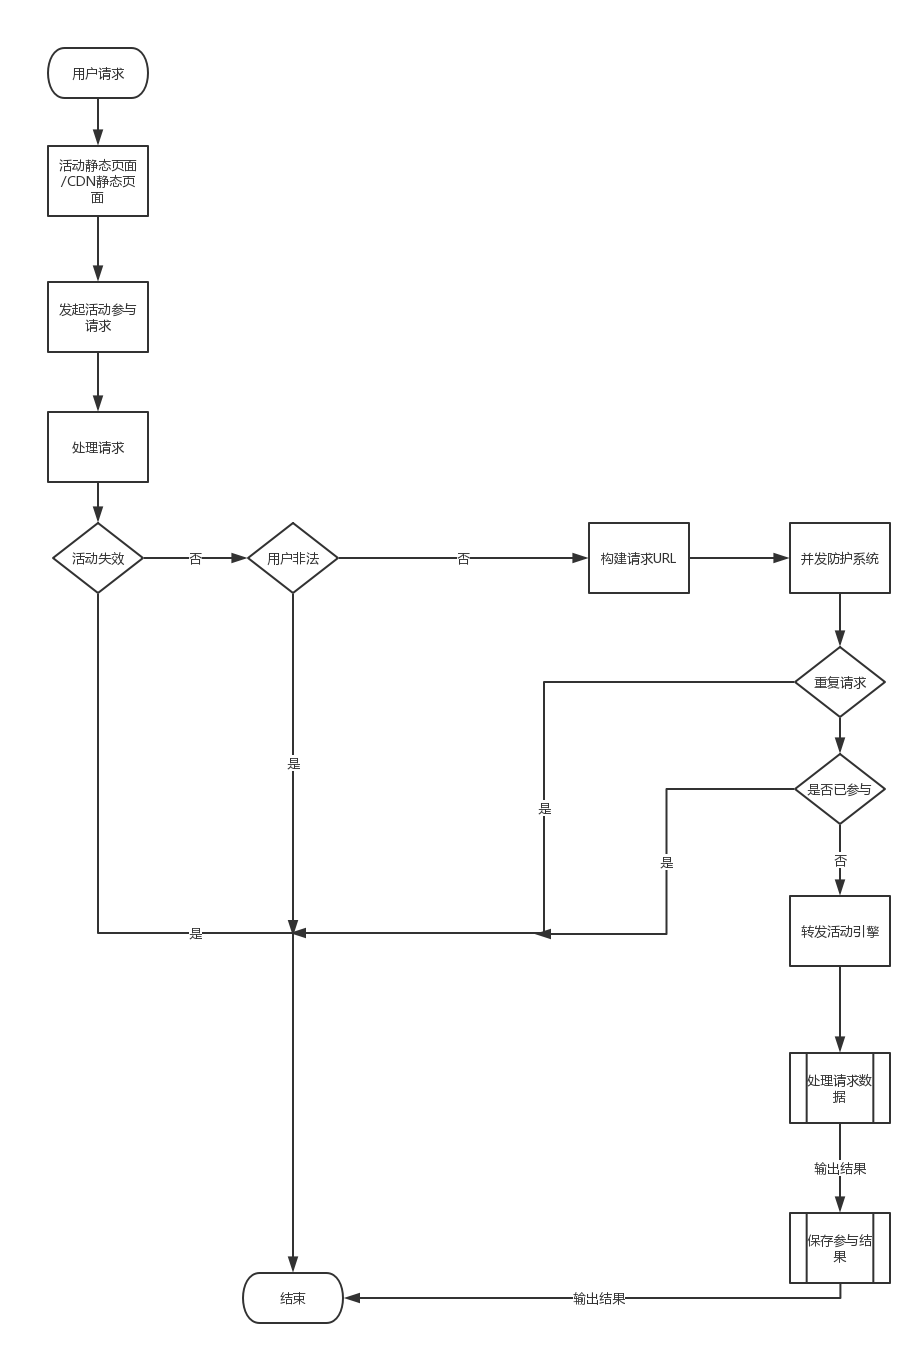 用户请求
活动静态页面
/CDN静态页
面
发起活动参与
请求
处理请求
活动失效
否
用户非法
否
构建请求URL
并发防护系统
重复请求
是
是否已参与
是
是
否
是
转发活动引擎
处理请求数
据
输出结果
保存参与结
果
结束
输出结果